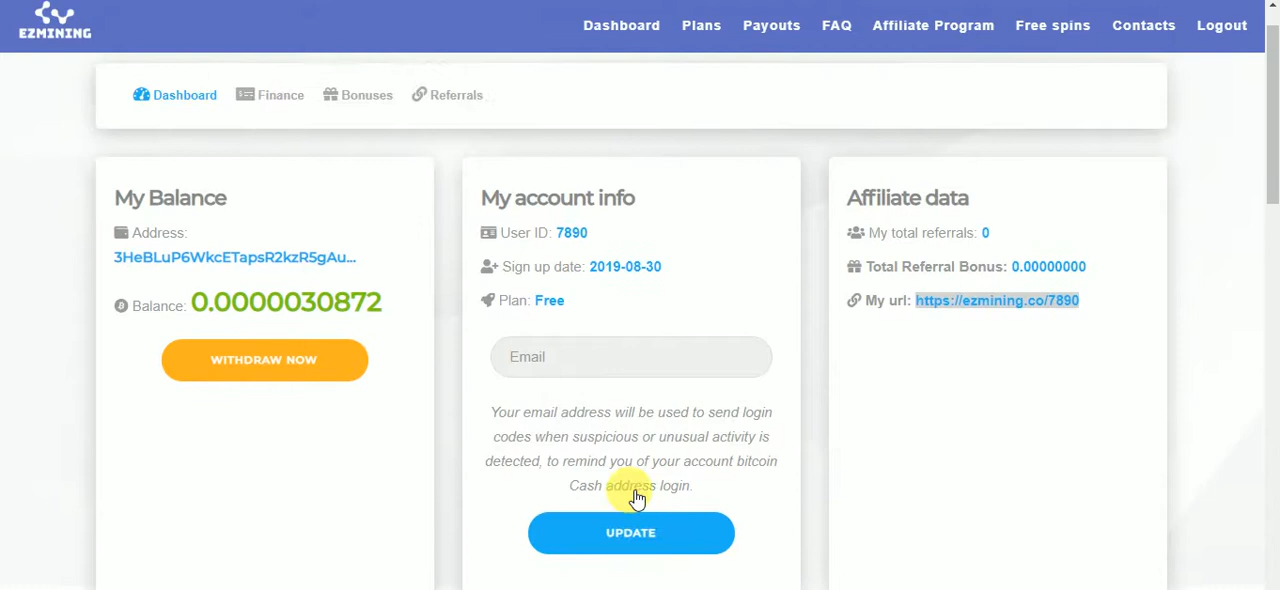 EZMINING
Dashboard Plans Payouts FAQ Affiliate Program Free spins Contacts Logout
Dashboard Finance Bonuses Referrals
My Balance
Address:
3HeBLuP6WkcETapsR2kzR5gAu...
Balance: 0.0000030872
WITHDRAW NOW
My account info
User ID: 7890
Sign up date: 2019-08-30
Plan: Free
Email
Your email address will be used to send login
codes when suspicious or unusual activity is
detected, to remind you of your account bitcoin
Cash address login.
UPDATE
Affiliate data
My total referrals: 0
Total Referral Bonus: 0.00000000
My url: https://ezmining.co/7890